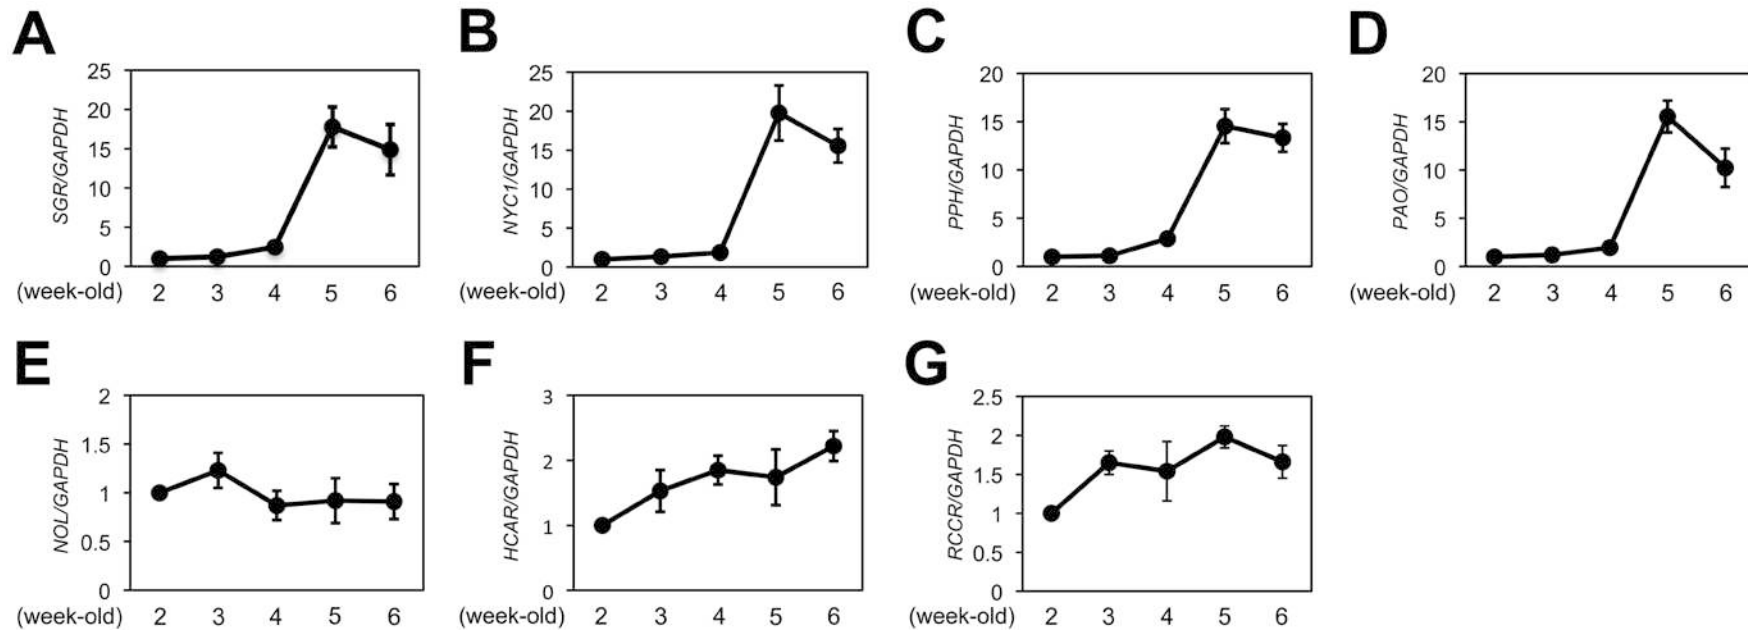 A
SGR/GAPDH
25
20
15
10
5
0
(week-old) 2 3 4 5 6
B
NYC1/GAPDH
25
20
15
10
5
0
2 3 4 5 6
C
PPH/GAPDH
20
15
10
5
0
(week-old) 2 3 4 5 6
D
PAO/GAPDH
20
15
10
5
0
(week-old) 2 3 4 5 6
E
NOL/GAPDH
2
1.5
1
0.5
0
(week-old) 2 3 4 5 6
F
HCAR/GAPDH
3
2
1
0
(week-old) 2 3 4 5 6
G
RCCR/GAPDH
2.5
2
1.5
1
0.5
0
(week-old) 2 3 4 5 6